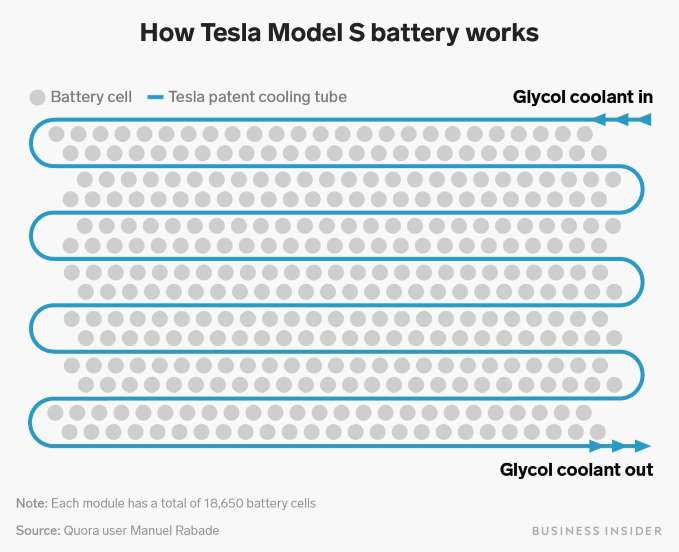 How Tesla Model S battery works
Battery cell
Tesla patent cooling tube
Glycol coolant in
Glycol coolant out
Note: Each module has a total of 18,650 battery cells
Source: Quora user Manuel Rabade
BUSINESS INSIDER